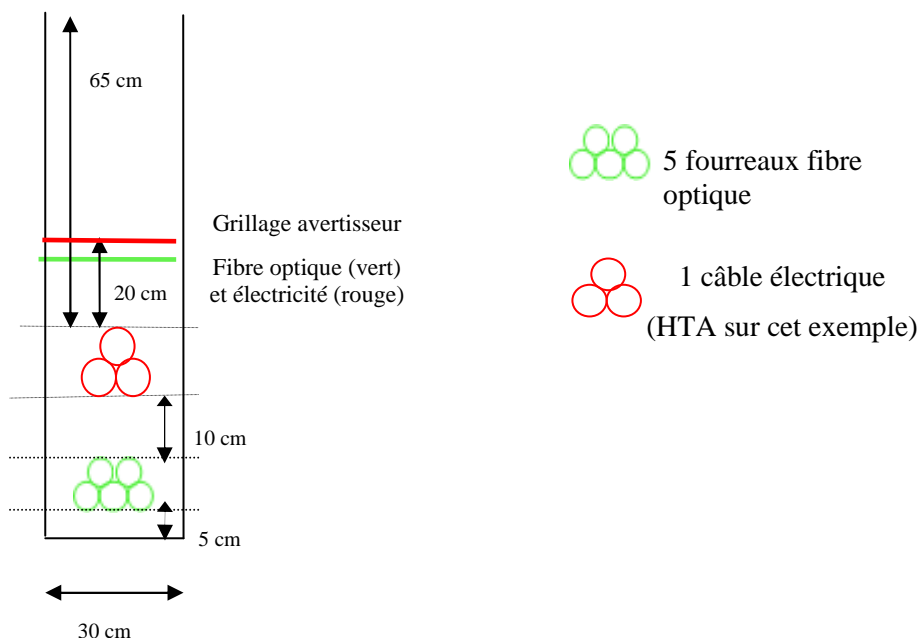 65 cm
Grillage avertisseur
Fibre optique (vert)
et électricité (rouge)
20 cm
10 cm
5 cm
30 cm
5 fourreaux fibre
optique
1 câble électrique
(HTA sur cet exemple)